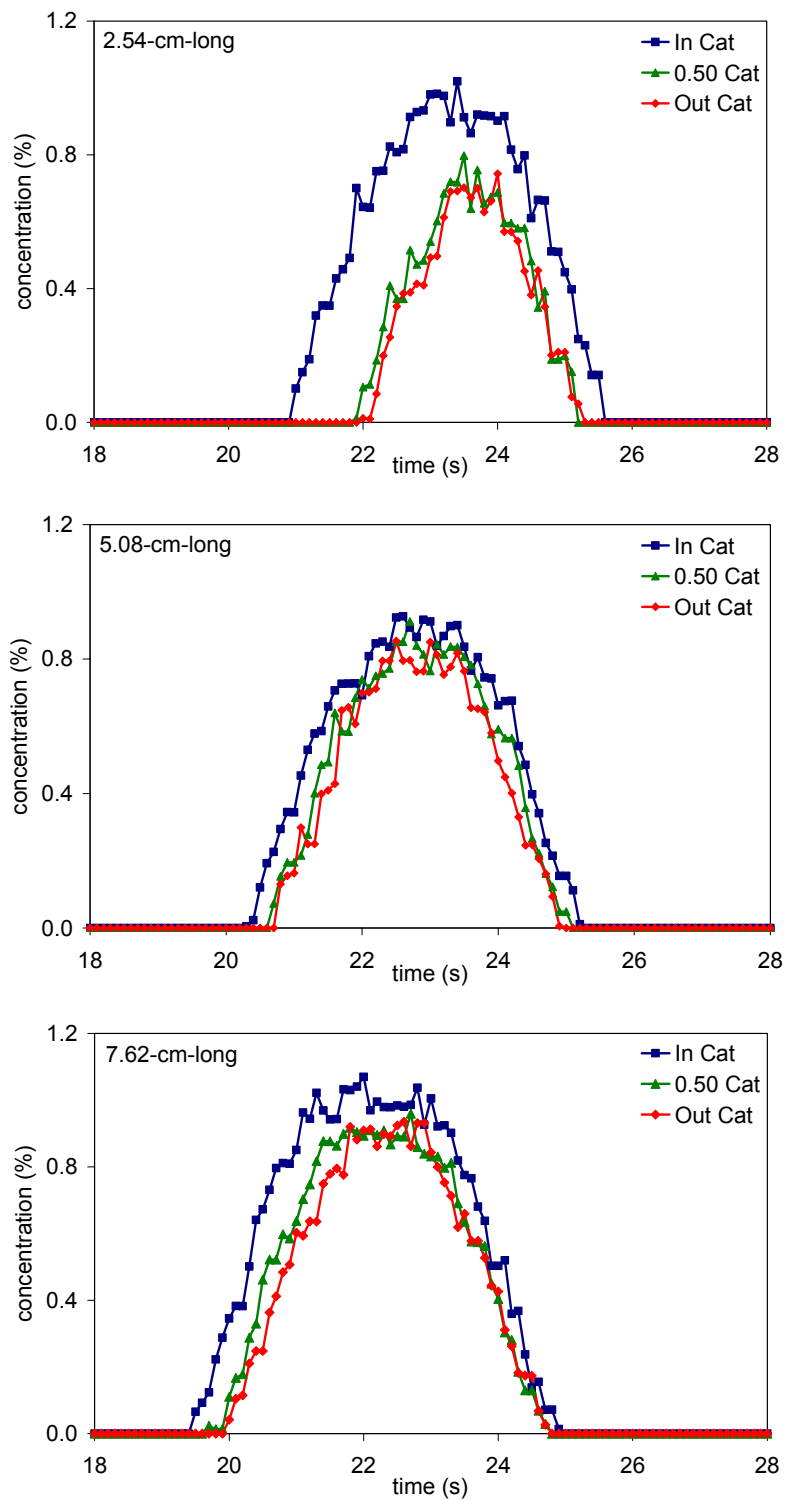 1.2
2.54-cm-long
In Cat
0.50 Cat
Out Cat
0.8
0.4
0.0
concentration (%)
18 20 22 24 26 28
time (s)
1.2
5.08-cm-long
In Cat
0.50 Cat
Out Cat
0.8
0.4
0.0
concentration (%)
18 20 22 24 26 28
time (s)
1.2
7.62-cm-long
In Cat
0.50 Cat
Out Cat
0.8
0.4
0.0
concentration (%)
18 20 22 24 26 28
time (s)